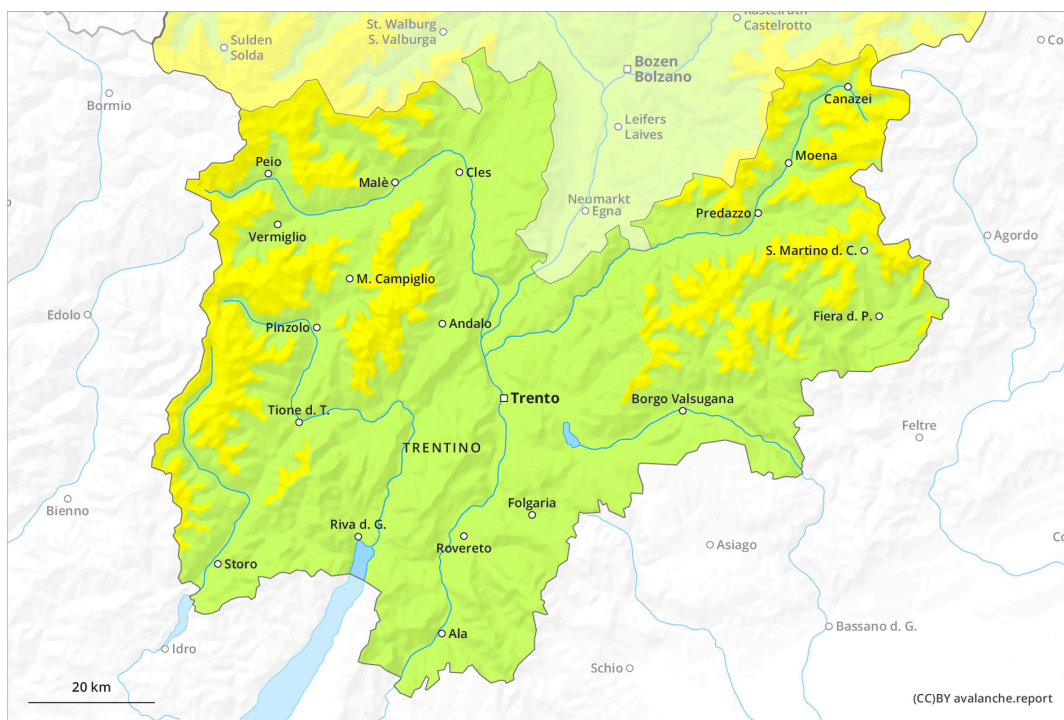 Kastelruth
Castelrotto
St. Walburg
S. Valburga
Sulden
Solda
Co
Bozen
Bolzano
Bormio
Canazei
Leifers
Laives
Peio
Malè
Cles
Moena
Neumarkt
Egna
Predazzo
Vermiglio
Agordo
S. Martino d. C.
M. Campiglio
Edolo
Pinzolo
Andalo
Fiera d. P.
Trento
Borgo Valsugana
Tione d. T.
Feltre
TRENTINO
Bienno
Folgaria
Riva d. G.
Rovereto
Asiago
Co
Storo
Ala
Bassano d. G.
Idro
Schio
20 km
(CC)BY avalanche.report